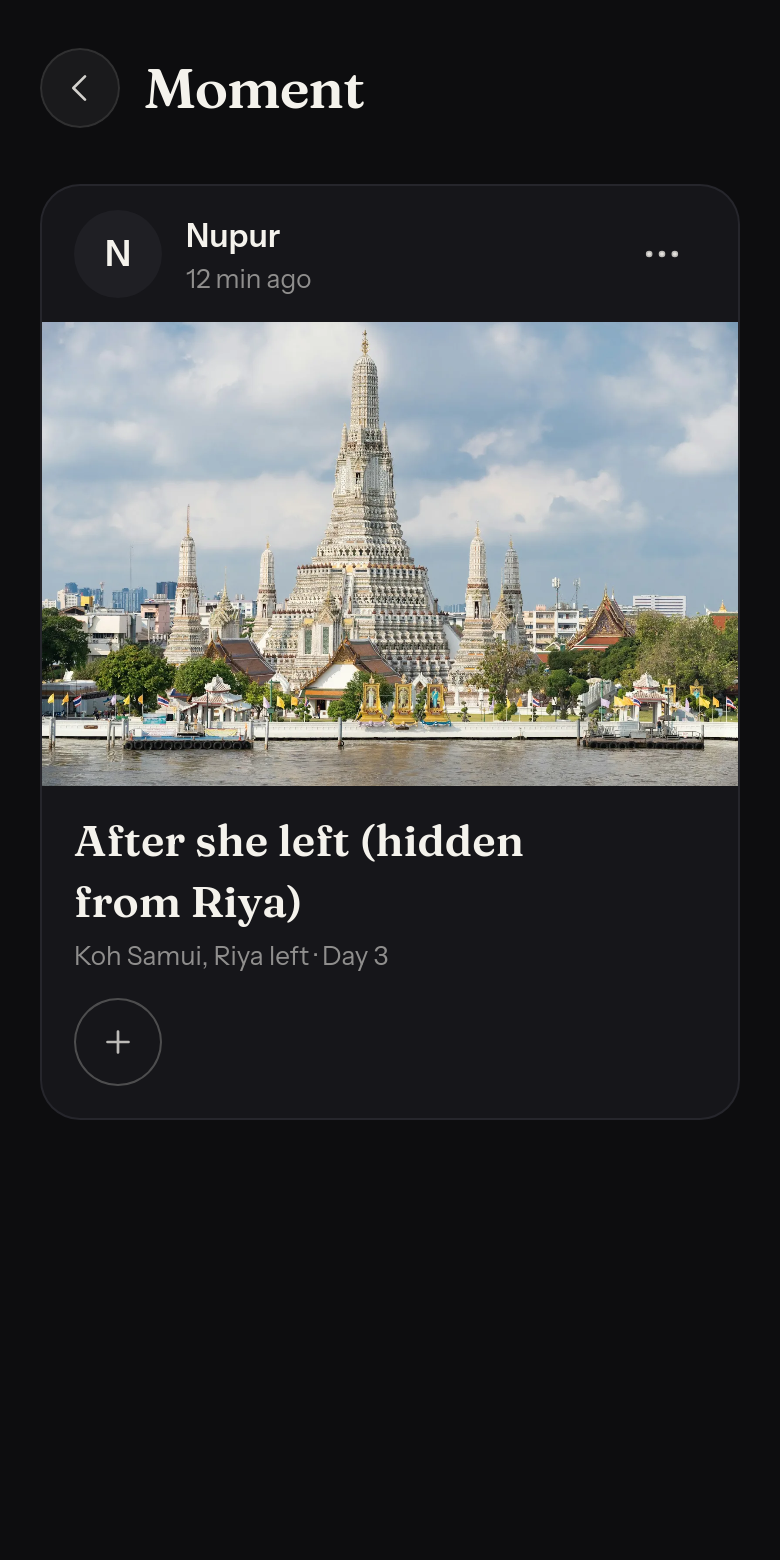 Moment
N
Nupur
12 min ago
After she left (hidden
from Riya)
Koh Samui, Riya left · Day 3